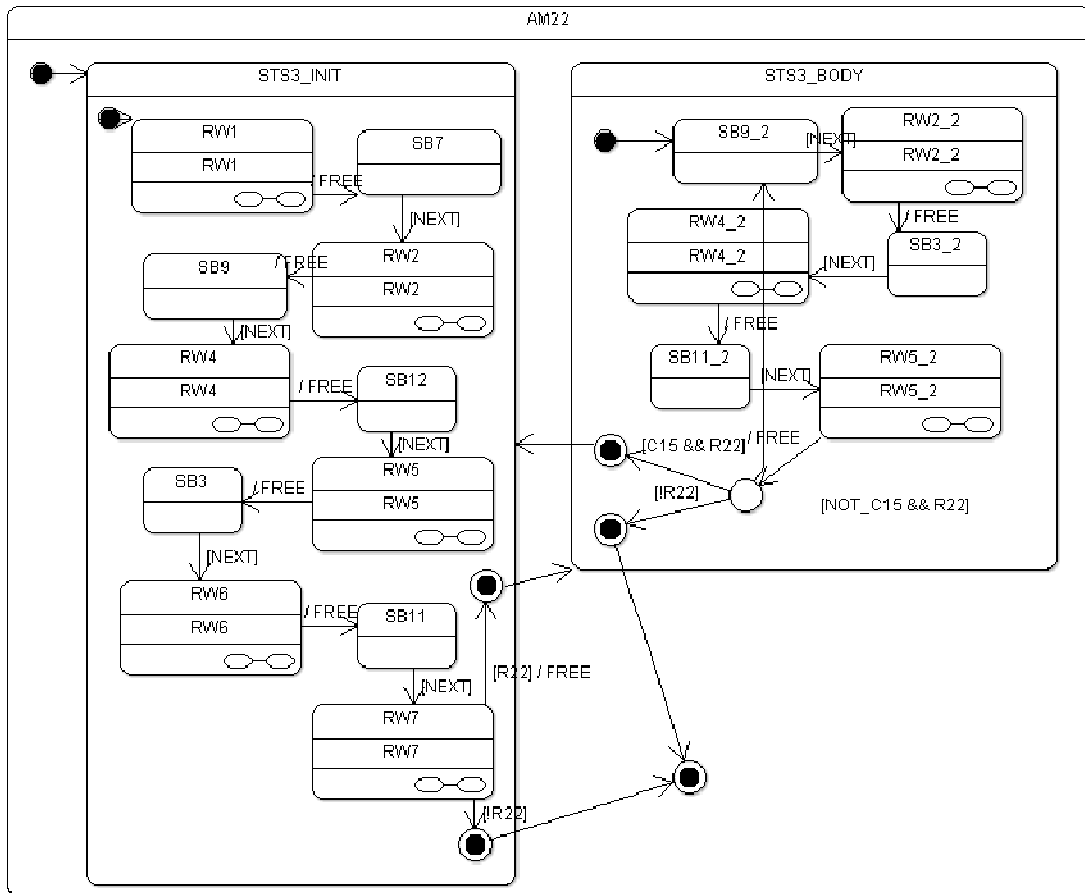 AM22
STS3_INIT
RW1
RW1
/ FREE
SB7
[NEXT]
RW2
RW2
/ FREE
SB9
[NEXT]
RW4
RW4
/ FREE
SB12
[NEXT]
RW5
RW5
/ FREE
SB3
[NEXT]
RW6
RW6
/ FREE
SB11
[NEXT]
RW7
RW7
[R22] / FREE
[!R22]
STS3_BODY
SB9_2
[NEXT]
RW2_2
RW2_2
/ FREE
SB3_2
[NEXT]
RW4_2
RW4_2
/ FREE
SB11_2
[NEXT]
RW5_2
RW5_2
/ FREE
[C15 && R22]
[!R22]
[NOT_C15 && R22]